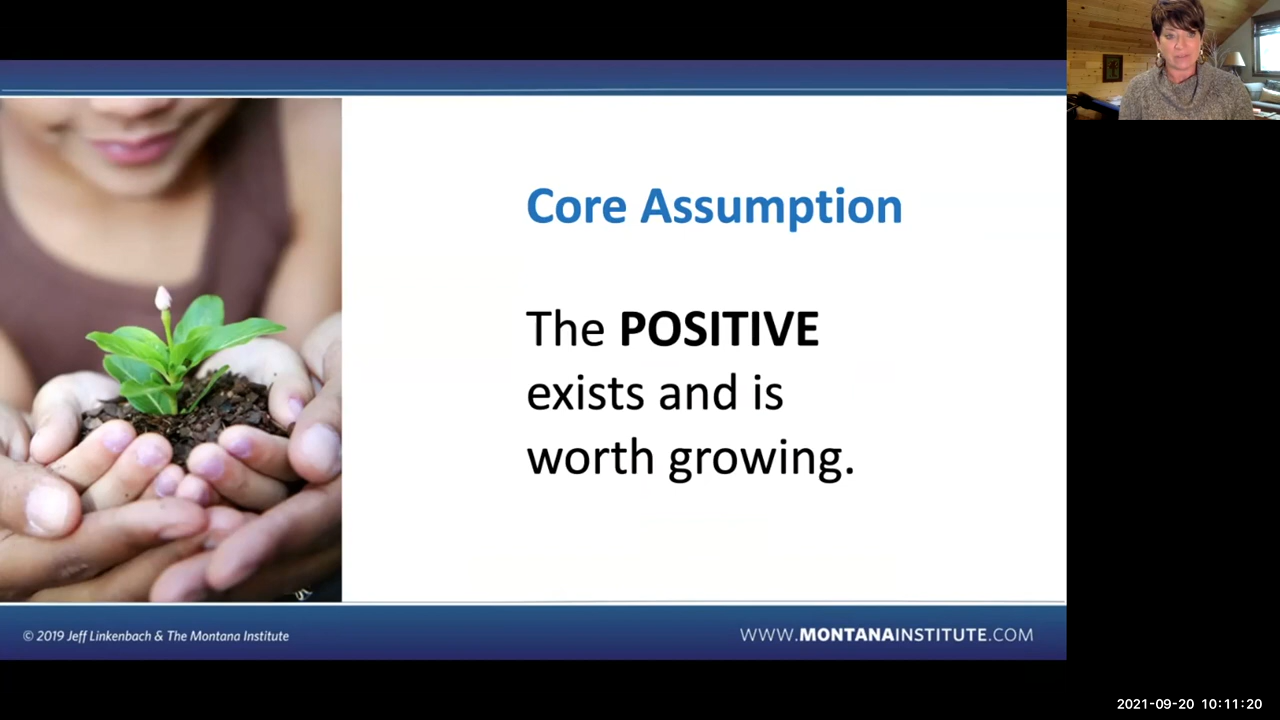 Core Assumption
The POSITIVE
exists and is
worth growing.
© 2019 Jeff Linkenbach & The Montana Institute
WWW.MONTANAINSTITUTE.COM
2021-09-20 10:11:20